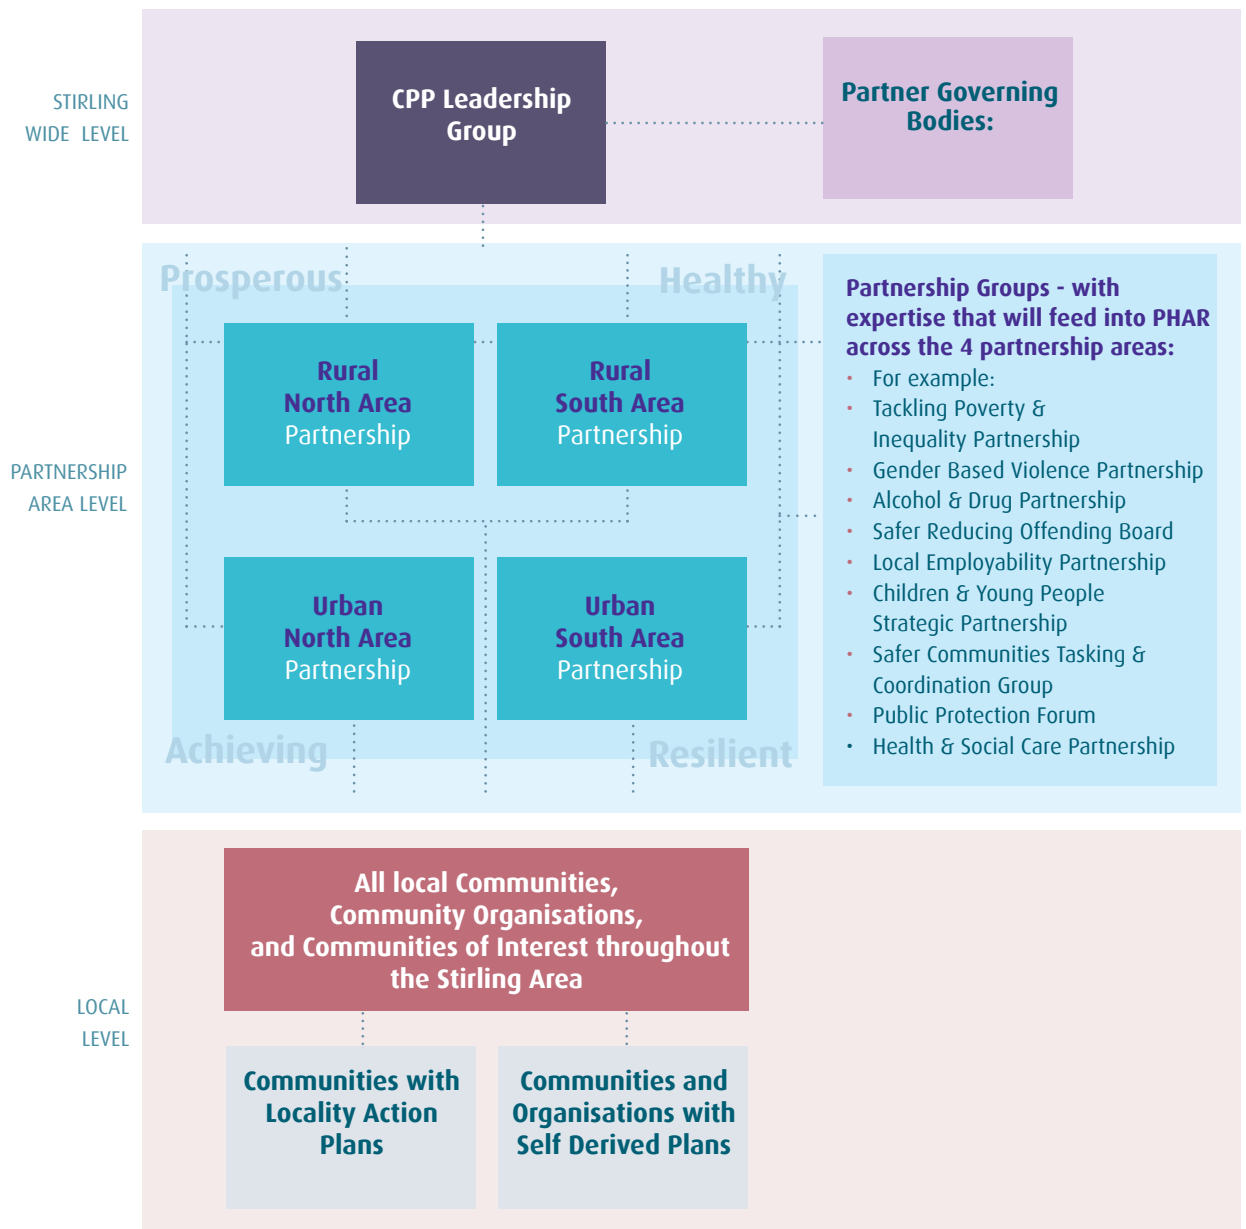 STIRLING
WIDE LEVEL
CPP Leadership
Group
Partner Governing
Bodies:
PARTNERSHIP
AREA LEVEL
Prosperous
Healthy
Rural
North Area
Partnership
Rural
South Area
Partnership
Urban
North Area
Partnership
Urban
South Area
Partnership
Achieving
Resilient
Partnership Groups - with
expertise that will feed into PHAR
across the 4 partnership areas:
• For example:
• Tackling Poverty &
Inequality Partnership
• Gender Based Violence Partnership
• Alcohol & Drug Partnership
• Safer Reducing Offending Board
• Local Employability Partnership
• Children & Young People
Strategic Partnership
• Safer Communities Tasking &
Coordination Group
• Public Protection Forum
• Health & Social Care Partnership
LOCAL
LEVEL
All local Communities,
Community Organisations,
and Communities of Interest throughout
the Stirling Area
Communities with
Locality Action
Plans
Communities and
Organisations with
Self Derived Plans